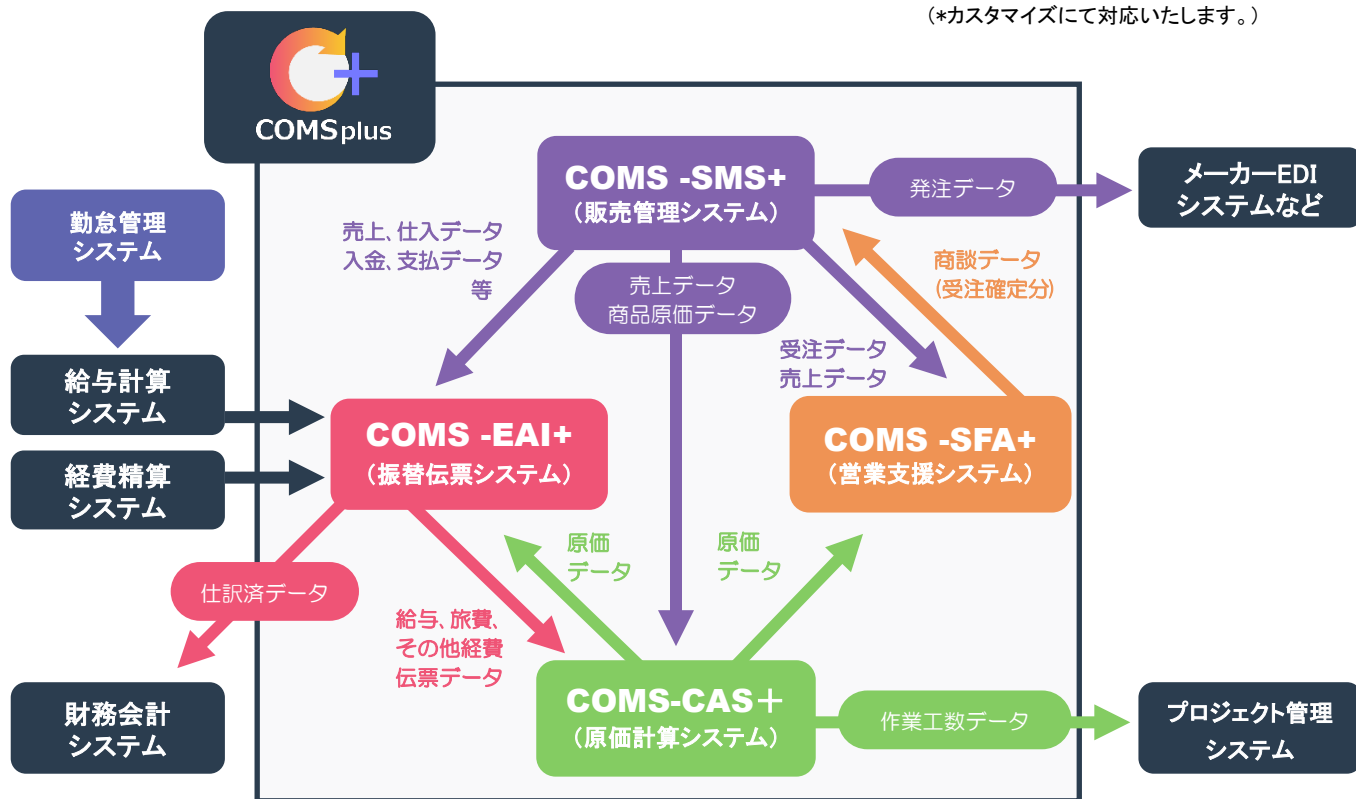 (*カスタマイズにて対応いたします。)
COMSplus
COMS -SMS+
(販売管理システム)
発注データ
メーカーEDI
システムなど
勤怠管理
システム
売上、仕入データ
入金、支払データ
等
売上データ
商品原価データ
商談データ
(受注確定分)
受注データ
売上データ
給与計算
システム
COMS -EAI+
(振替伝票システム)
COMS -SFA+
(営業支援システム)
経費精算
システム
原価
データ
原価
データ
仕訳済データ
給与、旅費、
その他経費
伝票データ
財務会計
システム
COMS-CAS＋
(原価計算システム)
作業工数データ
プロジェクト管理
システム